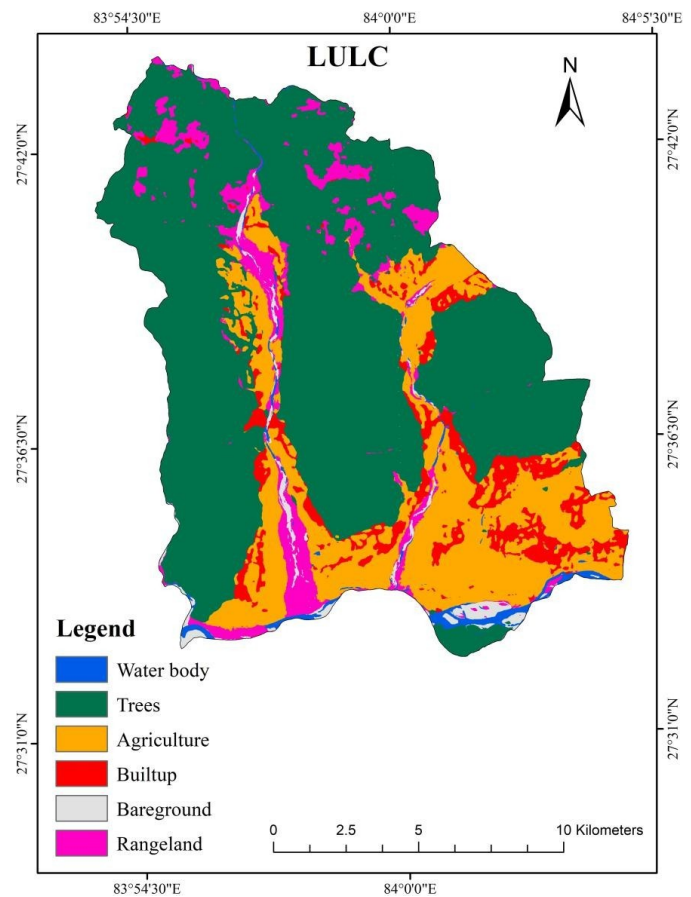 83°54'30"E
84°0'0"E
84°5'30"E
LULC
N
27°42'0"N
27°42'0"N
27°36'30"N
27°36'30"N
27°31'0"N
27°31'0"N
Legend
Water body
Trees
Agriculture
Builtup
Bareground
Rangeland
0 2.5 5 10 Kilometers
83°54'30"E
84°0'0"E